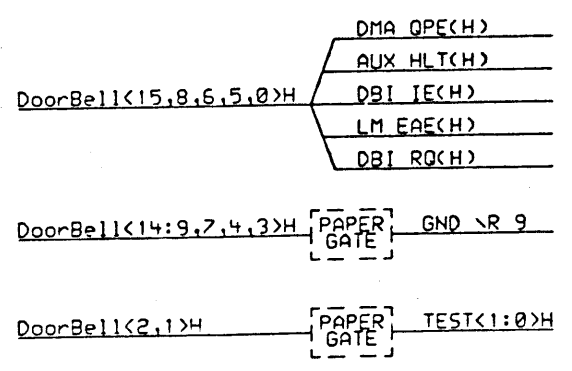 DMA QPE(H)
AUX HLT(H)
DoorBell<15,8,6,5,0>H
DBI IE(H)
LM EAE(H)
DBI RQ(H)
DoorBell<14:9,7,4,3>H
PAPER
GATE
GND \R 9
DoorBell<2,1>H
PAPER
GATE
TEST<1:0>H